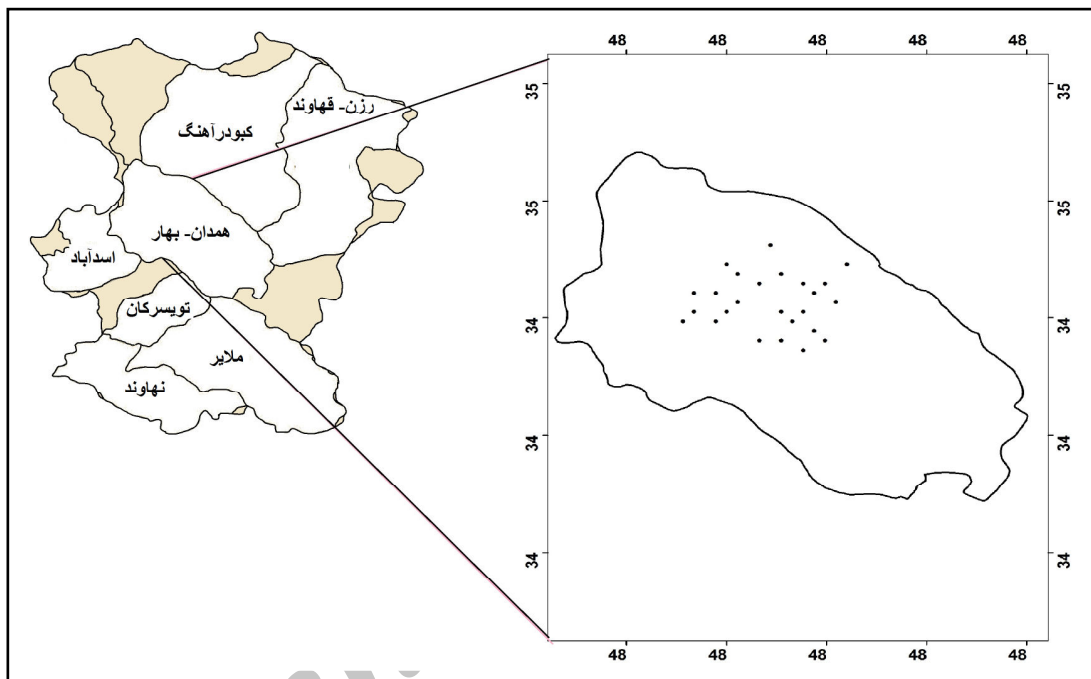 رزن- قهاوند
کبودرآهنگ
همدان- بهار
اسدآباد
تویسرکان
ملایر
نهاوند
48 48 48 48 48
35 35
35 35
34 34
34 34
34 34
48 48 48 48 48